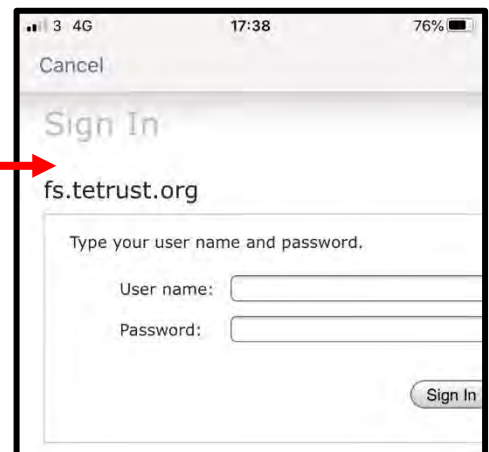 3 4G 17:38 76%
Cancel
Sign In
fs.tetrust.org
Type your user name and password.
User name:
Password:
Sign In